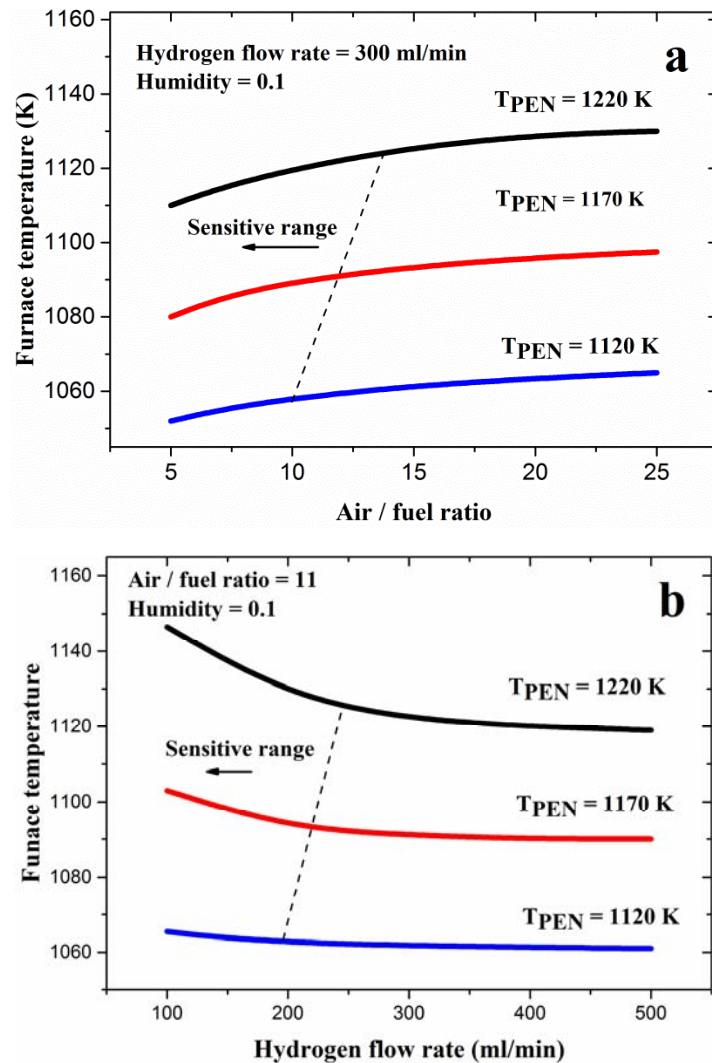 1160
1140
1120
1100
1080
1060
Furnace temperature (K)
Hydrogen flow rate = 300 ml/min
Humidity = 0.1
a
TPEN = 1220 K
TPEN = 1170 K
Sensitive range
TPEN = 1120 K
5 10 15 20 25
Air / fuel ratio
1160
1140
1120
1100
1080
1060
Funace temperature
Air / fuel ratio = 11
Humidity = 0.1
b
TPEN = 1220 K
Sensitive range
TPEN = 1170 K
TPEN = 1120 K
100 200 300 400 500
Hydrogen flow rate (ml/min)